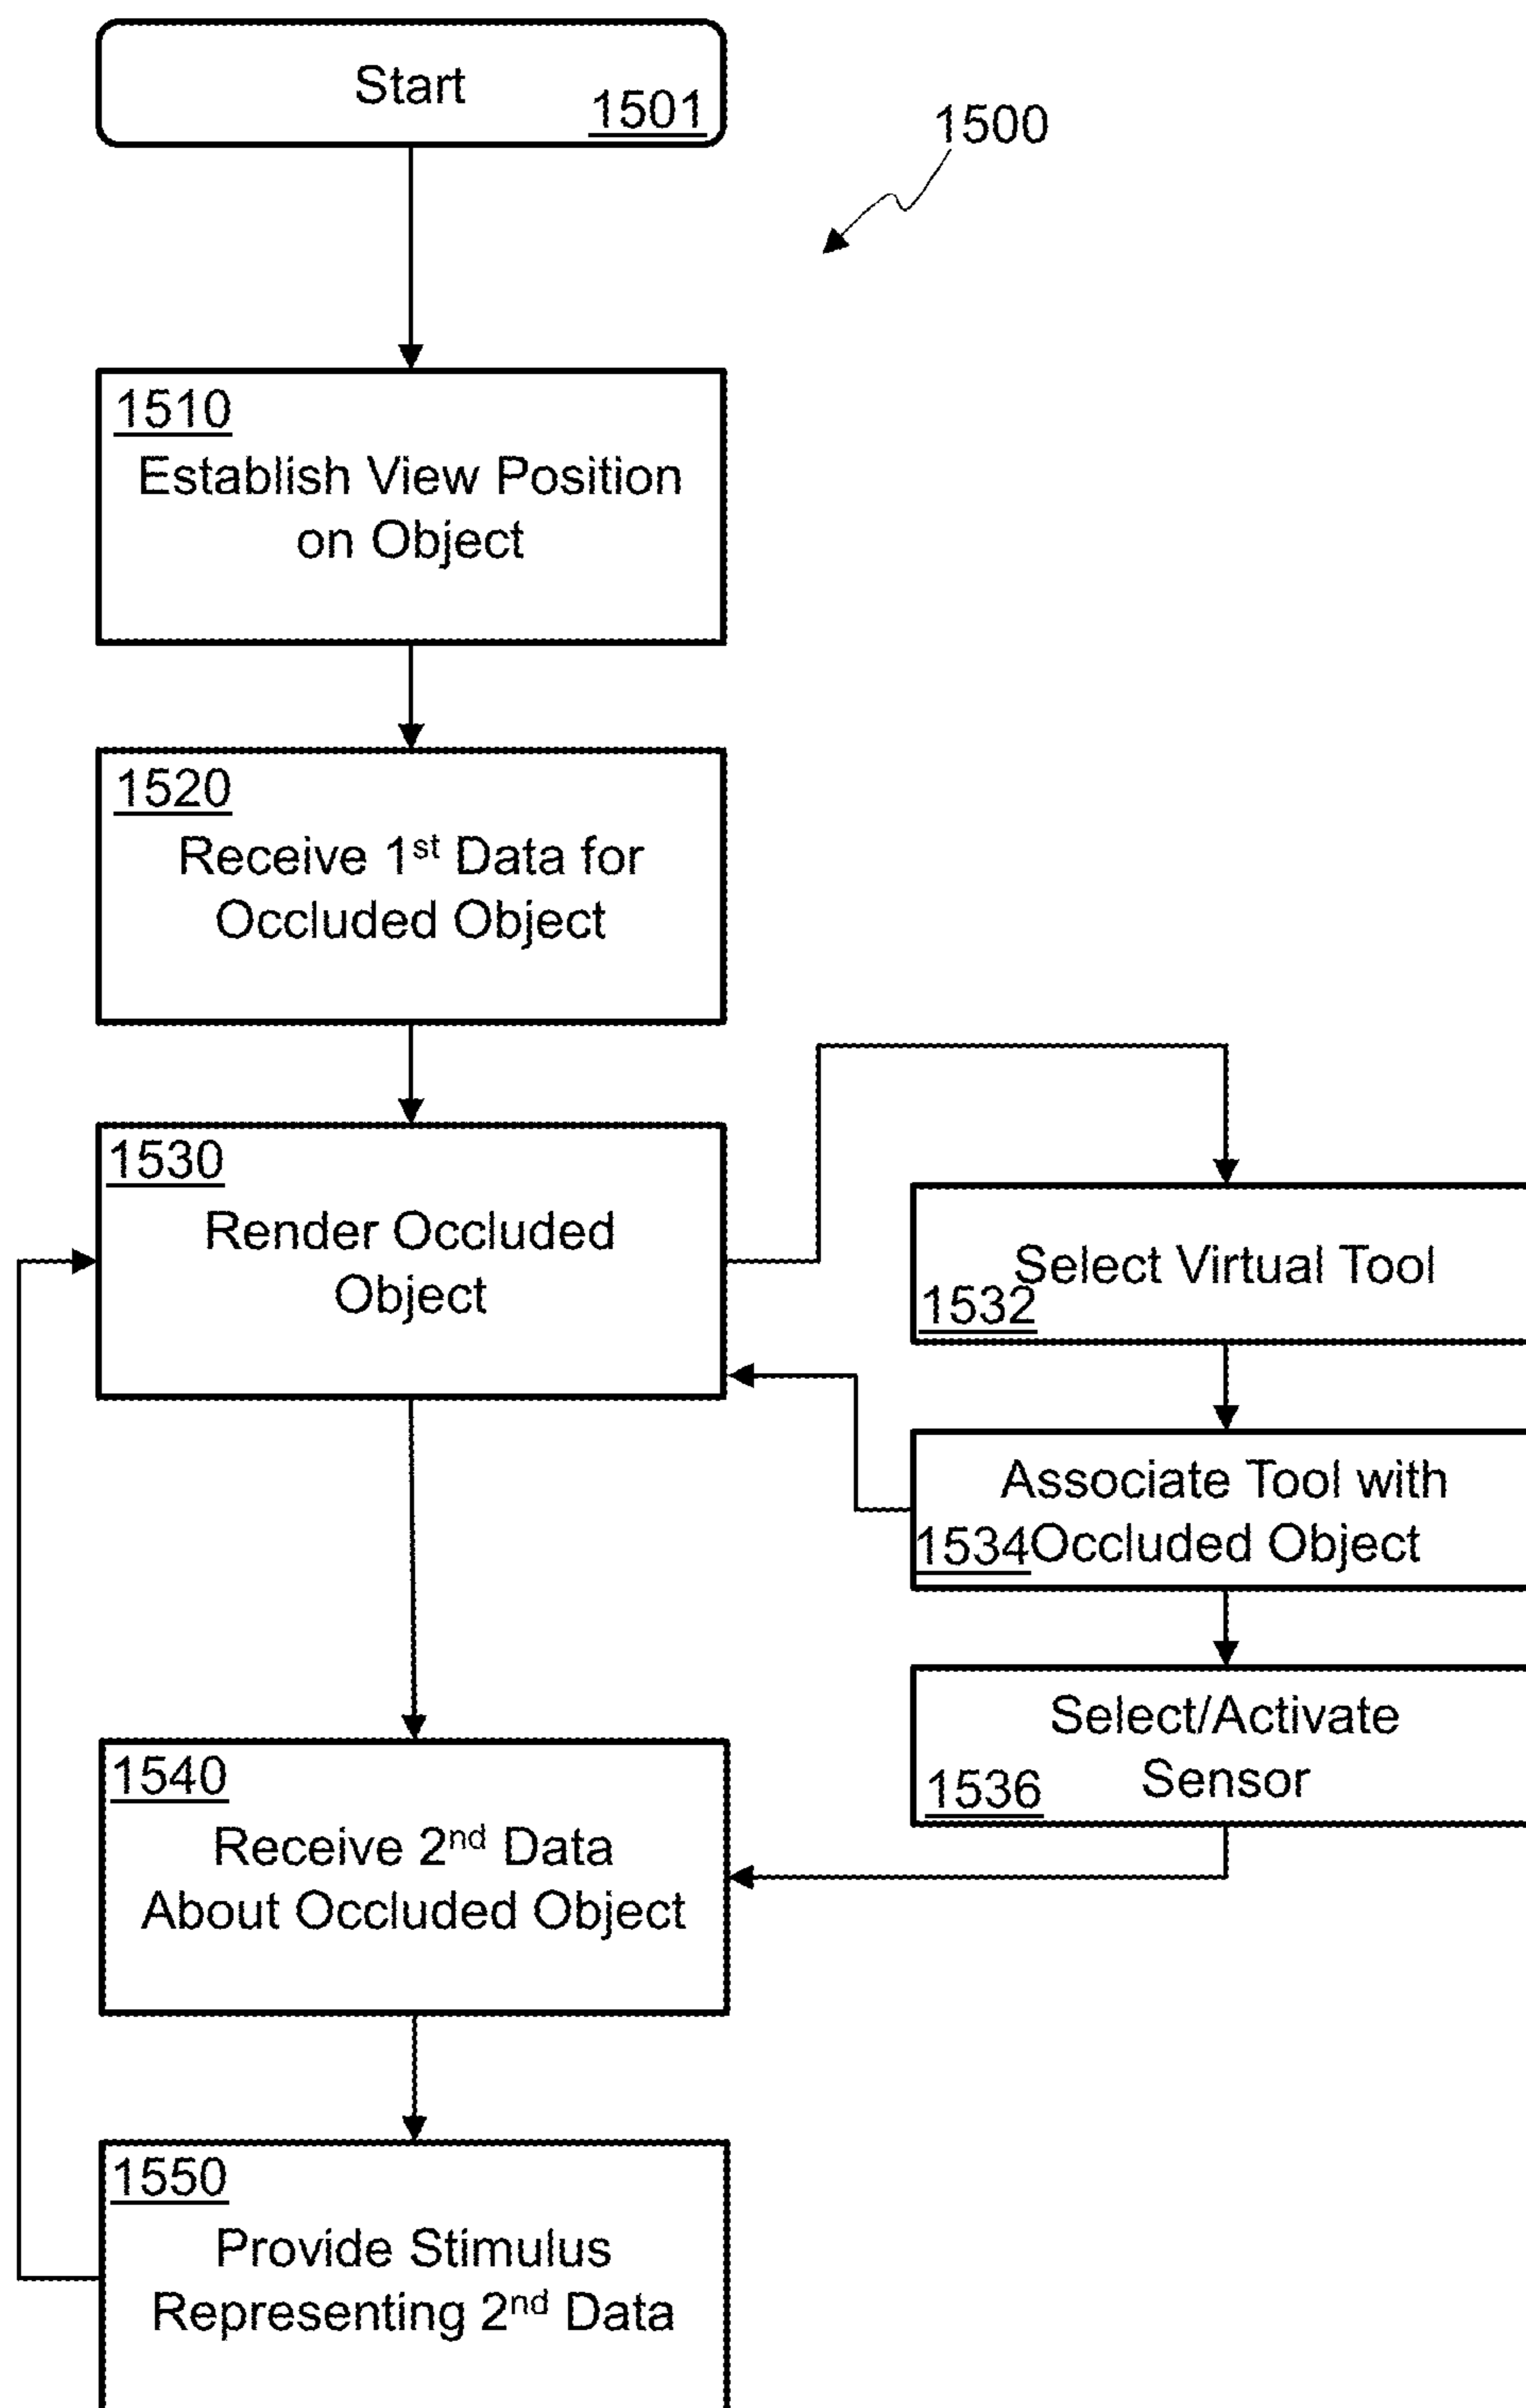 Start
1501
1500
1510
Establish View Position
on Object
1520
Receive 1st Data for
Occluded Object
1530
Render Occluded
Object
Select Virtual Tool
1532
Associate Tool with
1534 Occluded Object
Select/Activate
Sensor
1536
1540
Receive 2nd Data
About Occluded Object
1550
Provide Stimulus
Representing 2nd Data